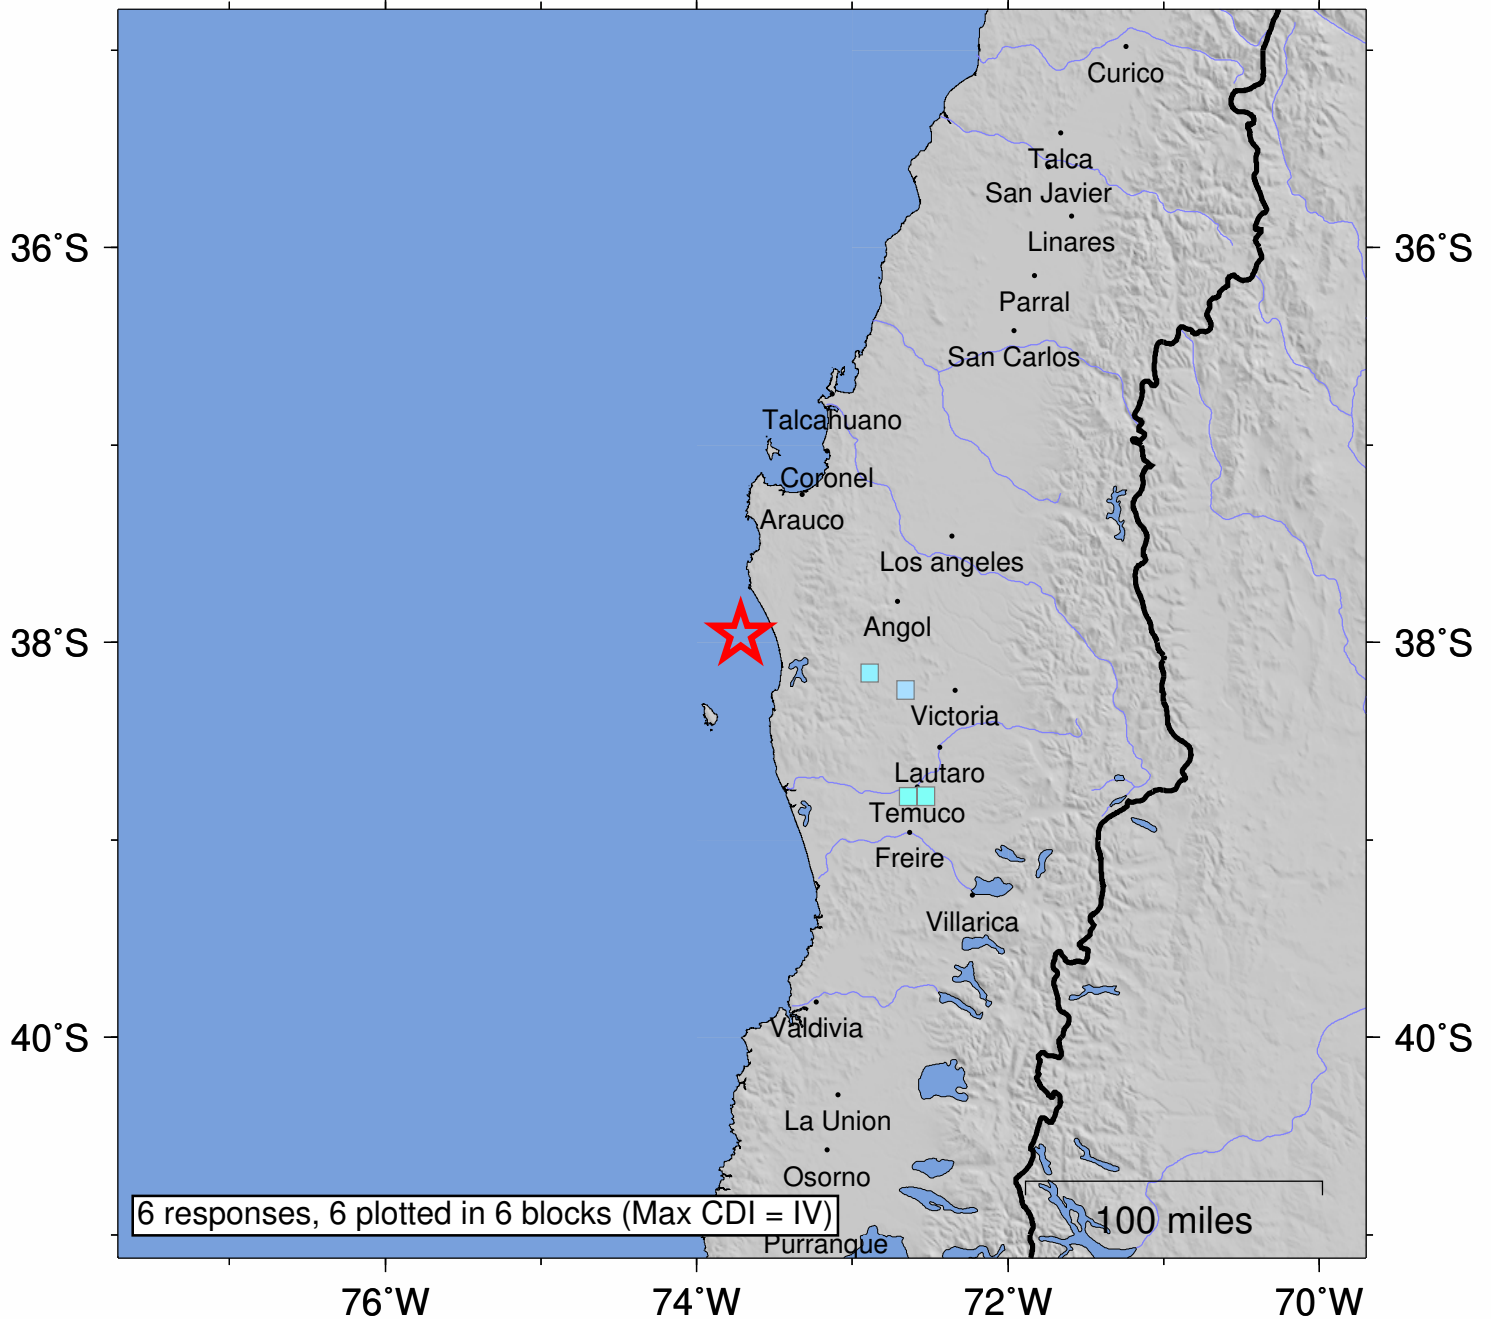 Curico
Talca
San Javier
36˚S
36˚S
Linares
Parral
San Carlos
Talcahuano
Coronel
Arauco
Los angeles
Angol
38˚S
38˚S
Victoria
Lautaro
Temuco
Freire
Villarica
Valdivia
40˚S
40˚S
La Union
Osorno
6 responses, 6 plotted in 6 blocks (Max CDI = IV)
100 miles
Purranque
76˚W
74˚W
72˚W
70˚W